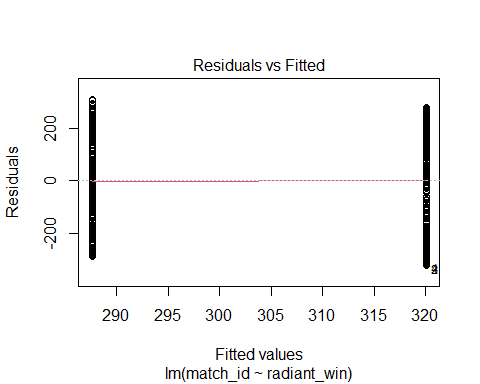 Residuals vs Fitted
Residuals
200
0
-200
290
295
300
305
310
315
320
Fitted values
lm(match_id ~ radiant_win)